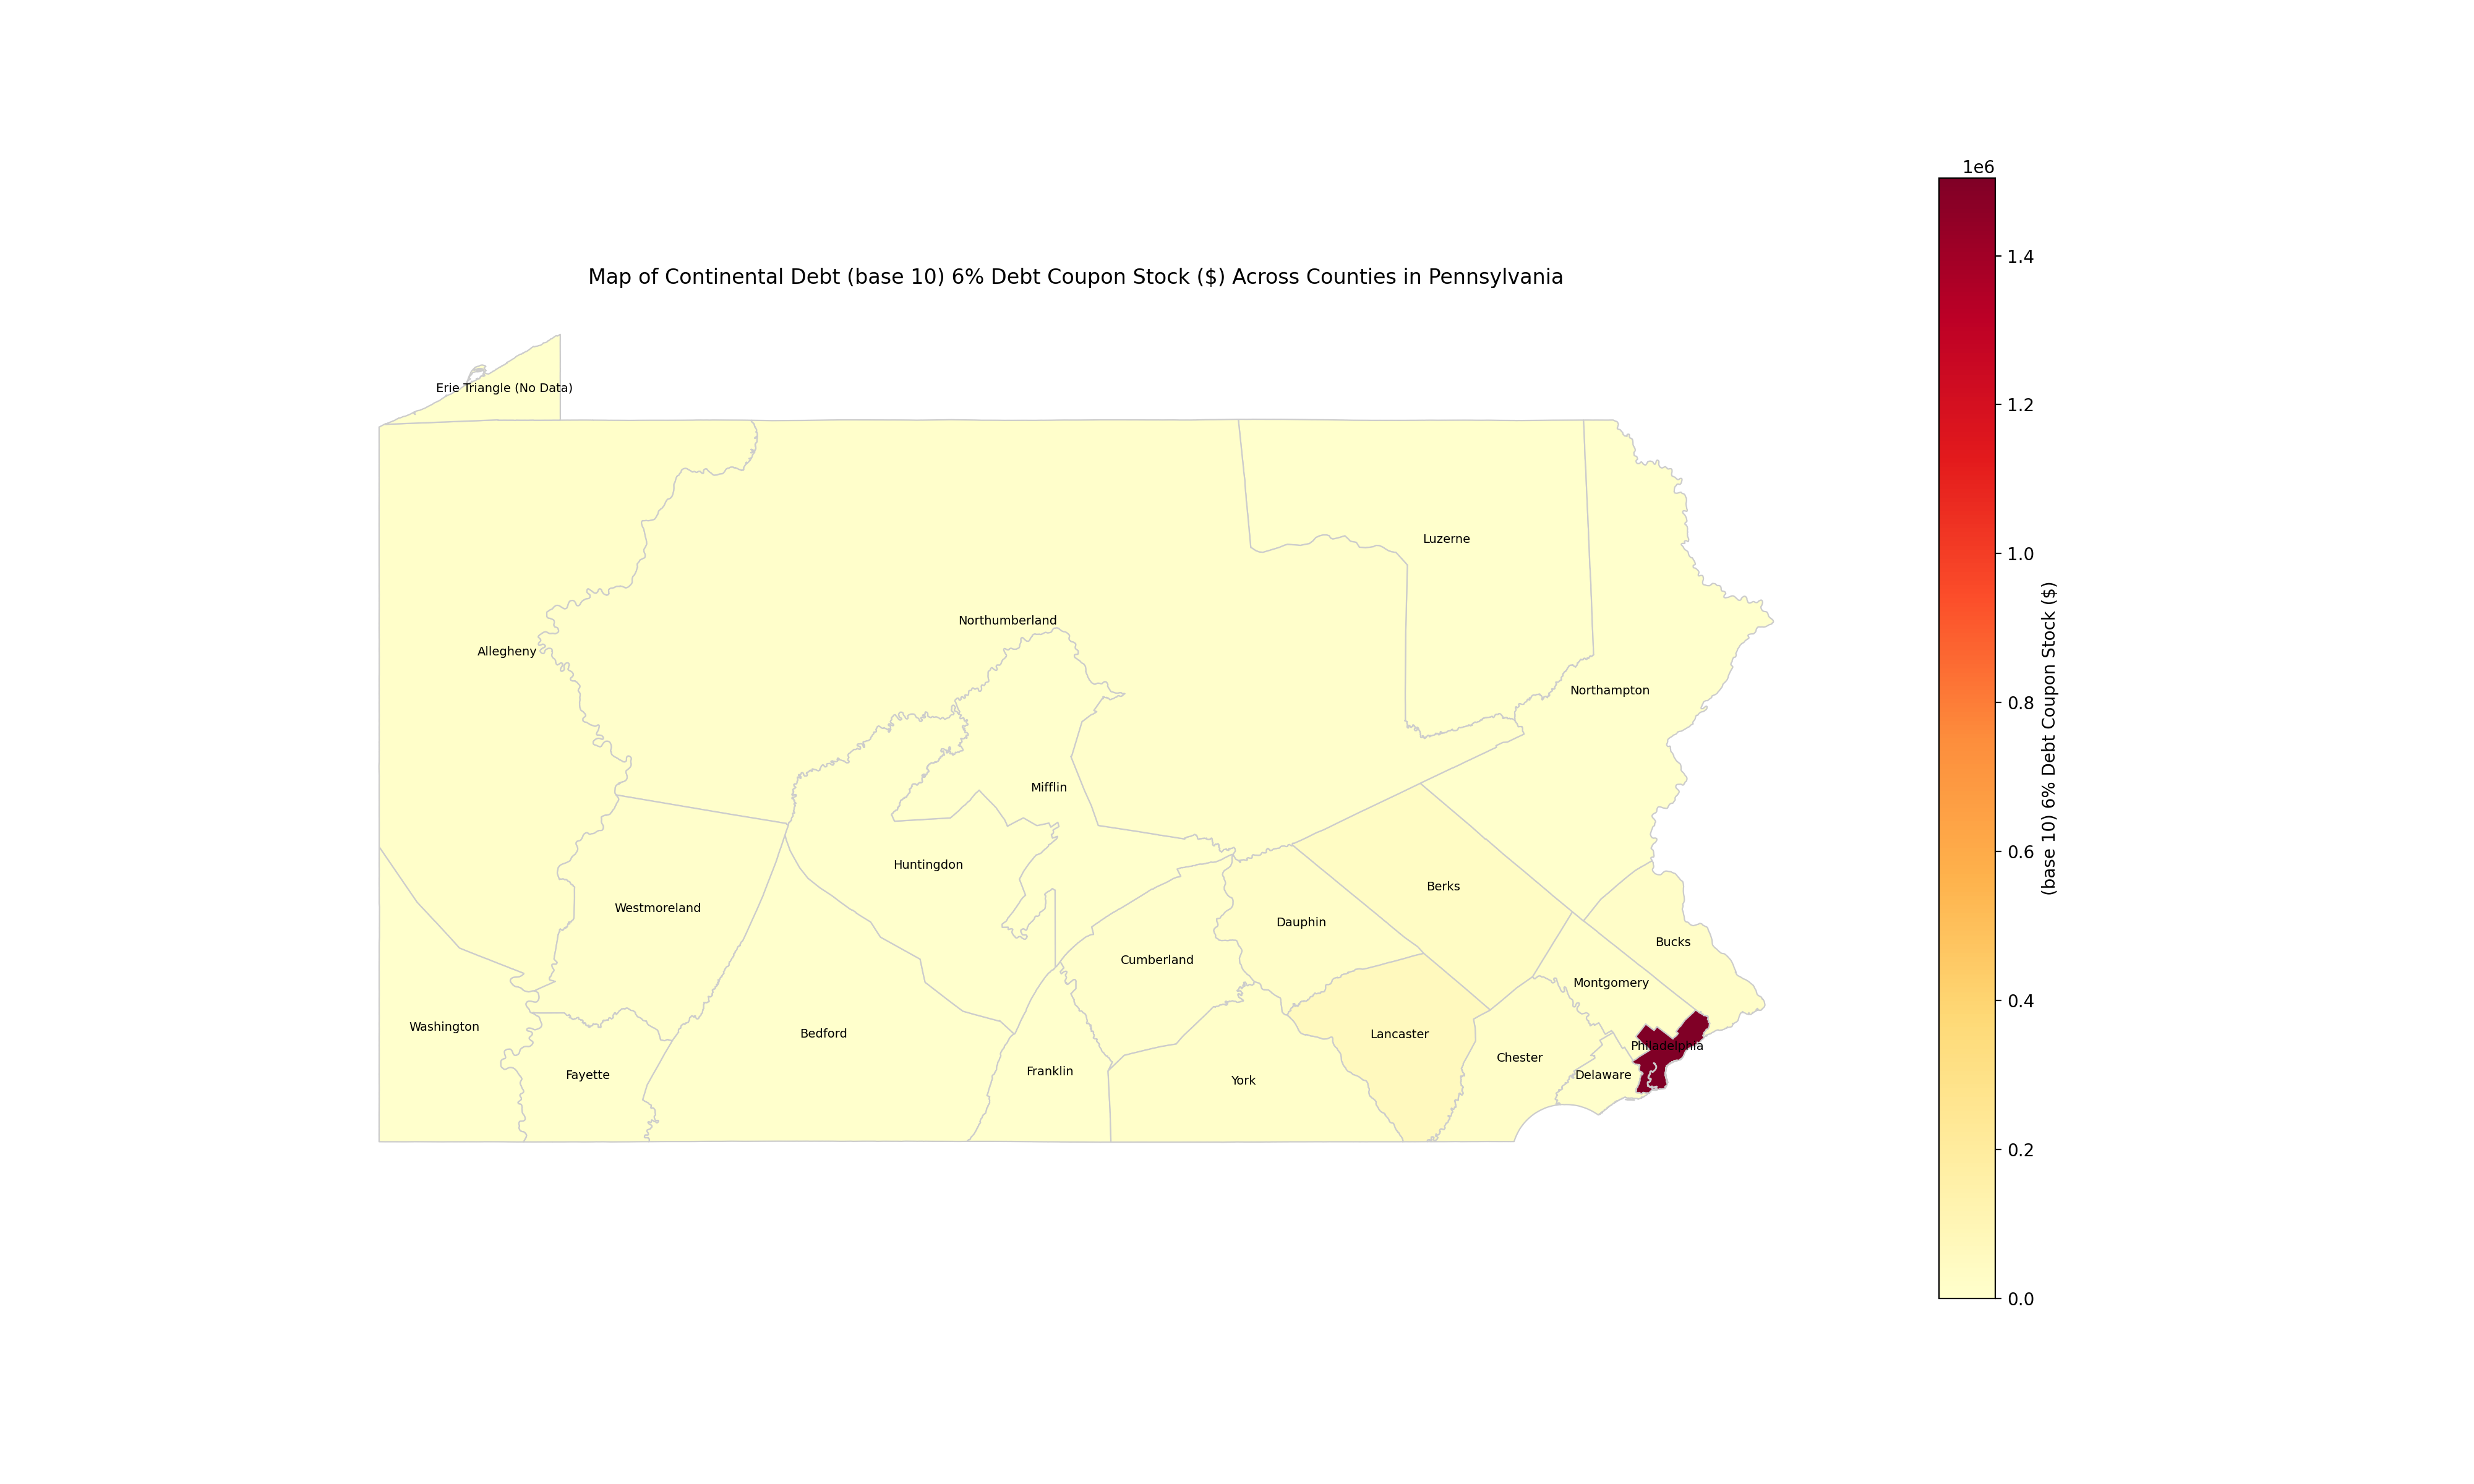 1e6
Map of Continental Debt (base 10) 6% Debt Coupon Stock ($) Across Counties in Pennsylvania
1.4
Erie Triangle (No Data)
1.2
Luzerne
1.0
Northumberland
Allegheny
Northampton
0.8
Mifflin
(base 10) 6% Debt Coupon Stock ($)
Huntingdon
0.6
Berks
Westmoreland
Dauphin
Bucks
Cumberland
Montgomery
0.4
Washington
Bedford
Lancaster
Philadelphia
Chester
Franklin
Fayette
Delaware
York
0.2
0.0